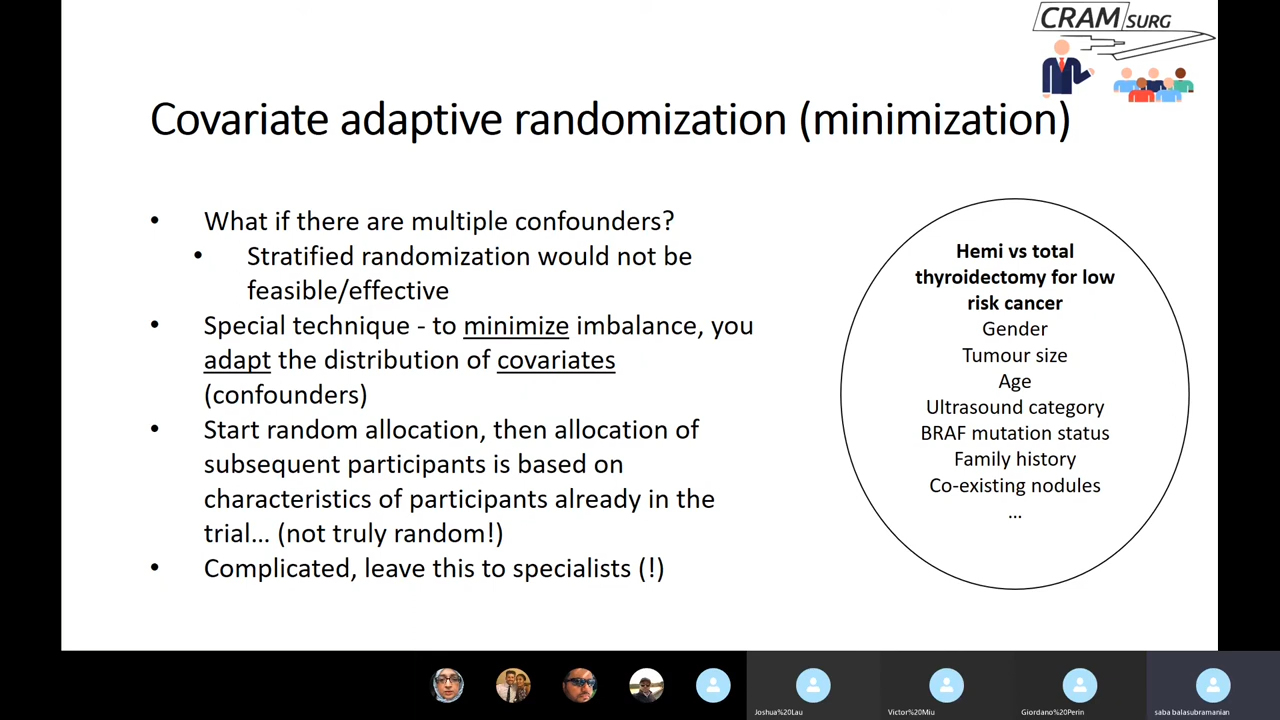 CRAMSURG
Covariate adaptive randomization (minimization)
• What if there are multiple confounders?
• Stratified randomization would not be
feasible/effective
• Special technique - to minimize imbalance, you
adapt the distribution of covariates
(confounders)
• Start random allocation, then allocation of
subsequent participants is based on
characteristics of participants already in the
trial... (not truly random!)
• Complicated, leave this to specialists (!)
Hemi vs total
thyroidectomy for low
risk cancer
Gender
Tumour size
Age
Ultrasound category
BRAF mutation status
Family history
Co-existing nodules
...
Joshua%20Lau
Victor%20Miu
Giordano%20Perin
saba balasubramanian